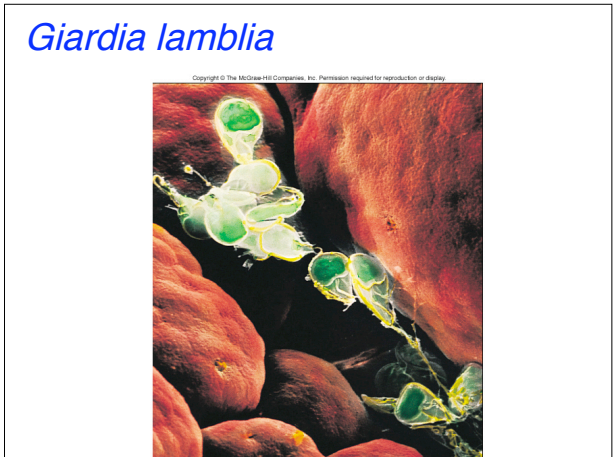 Giardia lamblia
Copyright © The McGraw-Hill Companies, Inc. Permission required for reproduction or display.